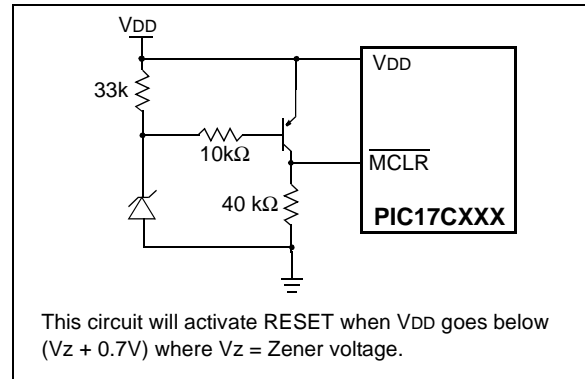 VDD
33k
VDD
10kΩ
MCLR
40 kΩ
PIC17CXXX
This circuit will activate RESET when VDD goes below
(Vz + 0.7V) where Vz = Zener voltage.